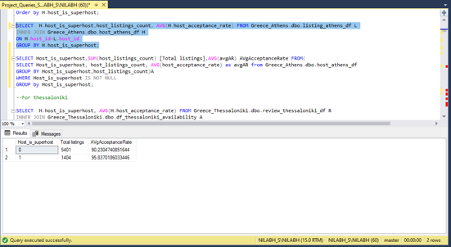 Project_Queries_S...ABH_S\NILABH (60))*
Order by H.host_is_superhost;
SELECT H.host_is_superhost,host_listings_count, AVG(H.host_acceptance_rate) FROM Greece_Athens.dbo.listing_athens_df L
INNER JOIN Greece_Athens.dbo.host_athens_df H
ON H.host_id=L.host_id
GROUP BY H.host_is_superhost;
SELECT Host_is_superhost,SUM(host_listings_count) [Total listings],avgAR) AVgAcceptanceRate FROM(
SELECT Host_is_superhost, host_listings_count, AVG(host_acceptance_rate) as avgAR from Greece_Athens.dbo.host_athens_df
GROUP BY Host_is_superhost,host_listings_count)A
WHERE Host_is_superhost IS NOT NULL
GROUP by Host_is_superhost;
--For thessaloniki
SELECT H.host_is_superhost, AVG(H.host_acceptance_rate) FROM Greece_Thessaloniki.dbo.review_thessaloniki_df R
INNER JOIN Greece_Thessaloniki.dbo.df_thessaloniki_availability A
100 %
Results Messages
Host_is_superhost Total listings AVgAcceptanceRate
1 0 5401 90.2304740851644
2 1 1404 95.8370186033446
Query executed successfully.
NILABH_S\NILABH (15.0 RTM) NILABH_S\NILABH (60) master 00:00:00 2 rows